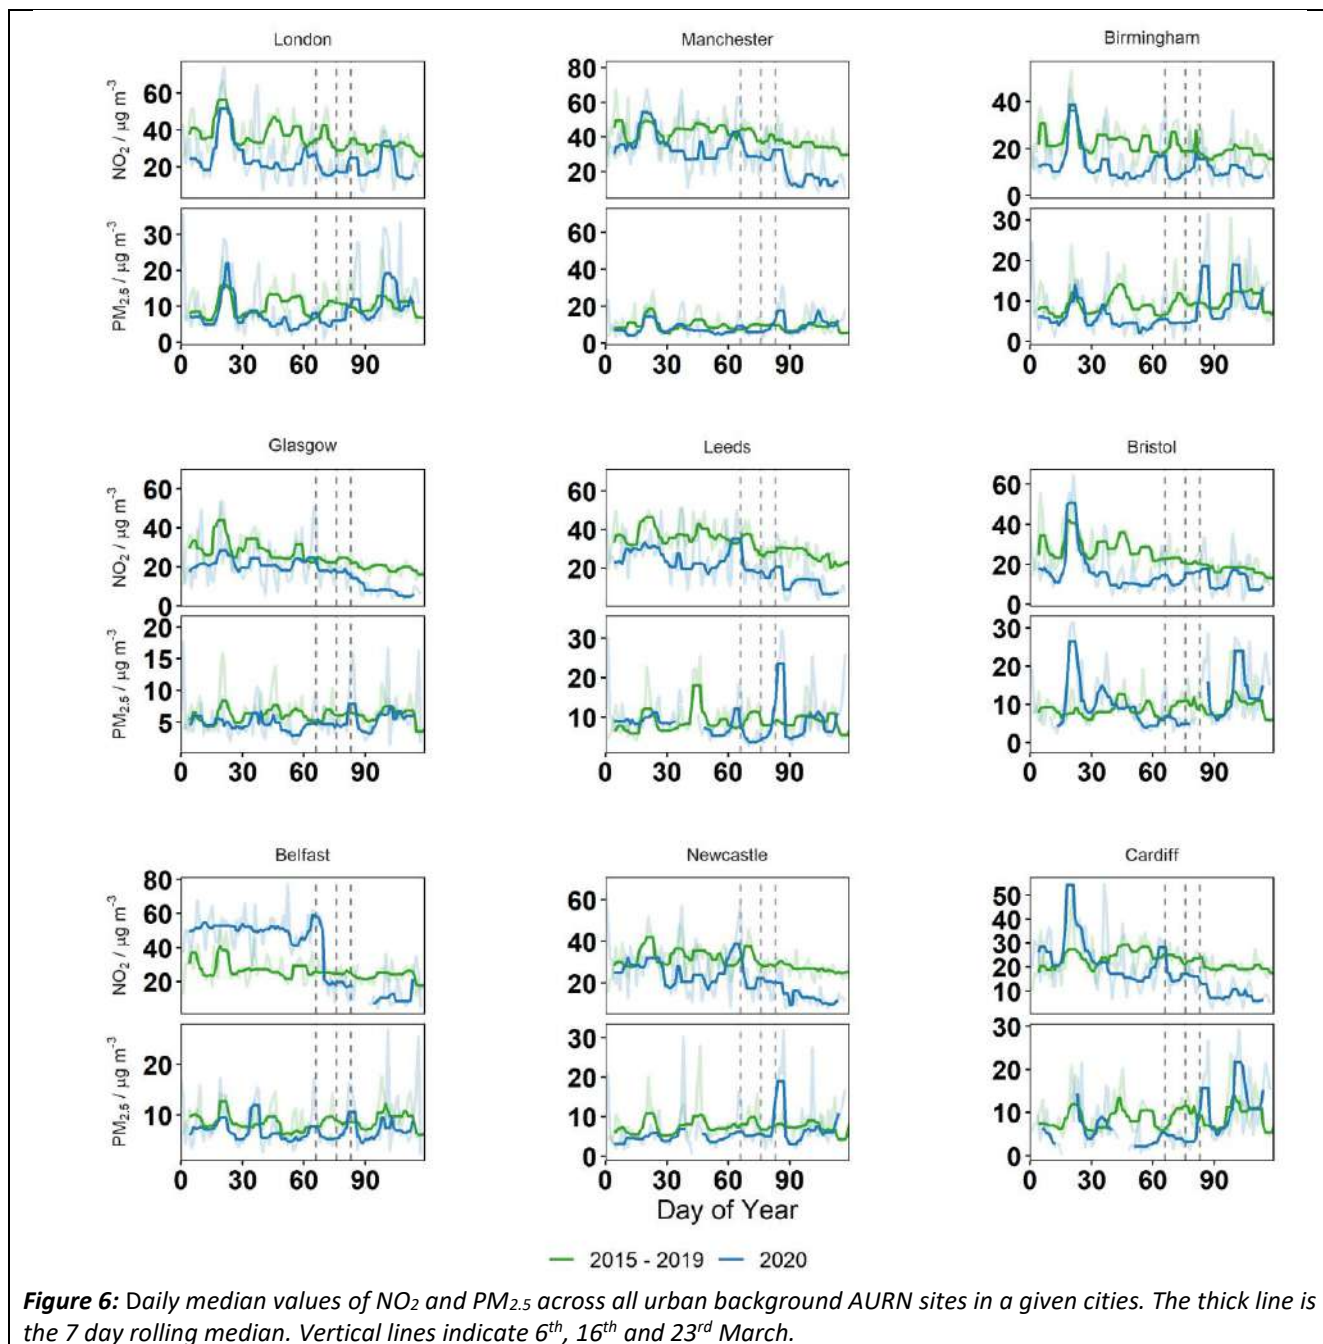 London
NO2 / μg m−3
60
40
20
PM2.5 / μg m−3
30
20
10
0
0 30 60 90
Manchester
80
60
40
20
60
40
20
0
0 30 60 90
Birmingham
40
20
0
30
20
10
0
0 30 60 90
Glasgow
NO2 / μg m−3
60
40
20
0
PM2.5 / μg m−3
20
15
10
5
0 30 60 90
Leeds
60
40
20
30
20
10
0 30 60 90
Bristol
60
40
20
0
30
20
10
0
0 30 60 90
Belfast
NO2 / μg m−3
80
60
40
20
PM2.5 / μg m−3
20
10
0 30 60 90
Newcastle
60
40
20
30
20
10
0
0 30 60 90
Cardiff
50
40
30
20
10
30
20
10
0
0 30 60 90
Day of Year
2015 - 2019 2020
Figure 6: Daily median values of NO2 and PM2.5 across all urban background AURN sites in a given cities. The thick line is
the 7 day rolling median. Vertical lines indicate 6th, 16th and 23rd March.